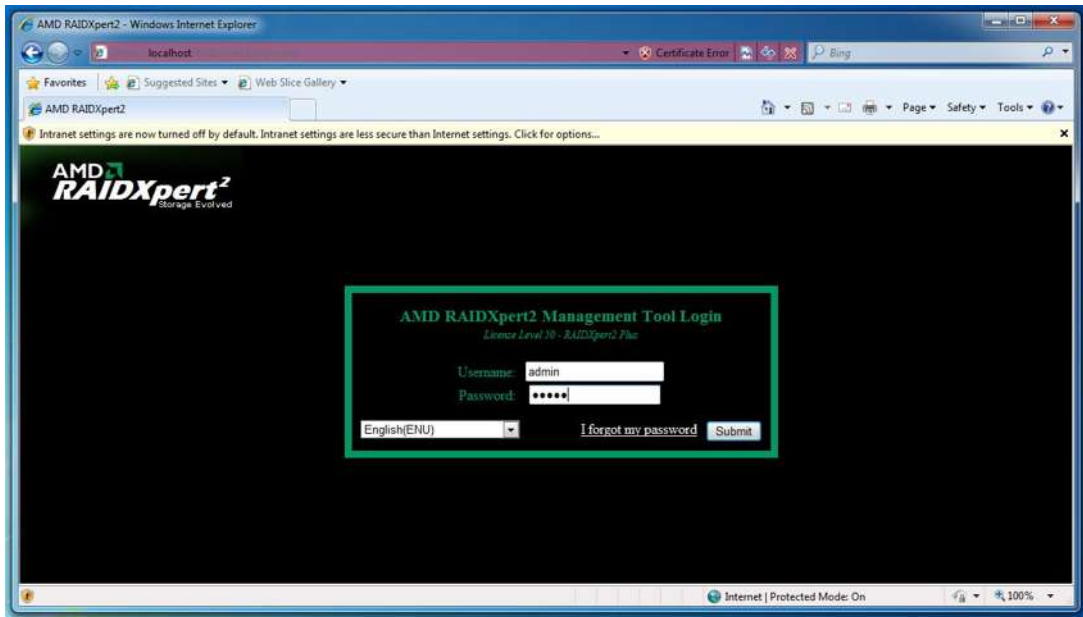 AMD RAIDXpert2 - Windows Internet Explorer
localhost
Certificate Error
Bing
Favorites Suggested Sites Web Slice Gallery
AMD RAIDXpert2
Page Safety Tools
Intranet settings are now turned off by default. Intranet settings are less secure than Internet settings. Click for options...
AMD
RAIDXpert2
Storage Evolved
AMD RAIDXpert2 Management Tool Login
License Level 30 - RAIDXpert2 Plus
Username: admin
Password: •••••
English(ENU) I forgot my password Submit
Internet | Protected Mode: On 100%